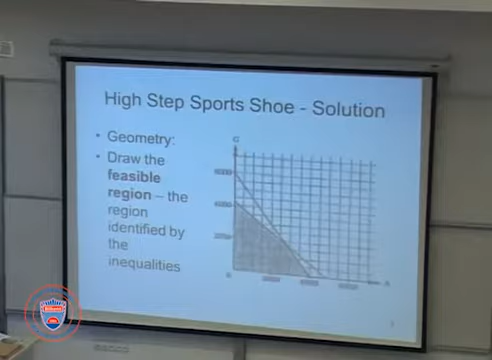 High Step Sports Shoe - Solution
• Geometry:
• Draw the
feasible
region – the
region
identified by
the
inequalities
G